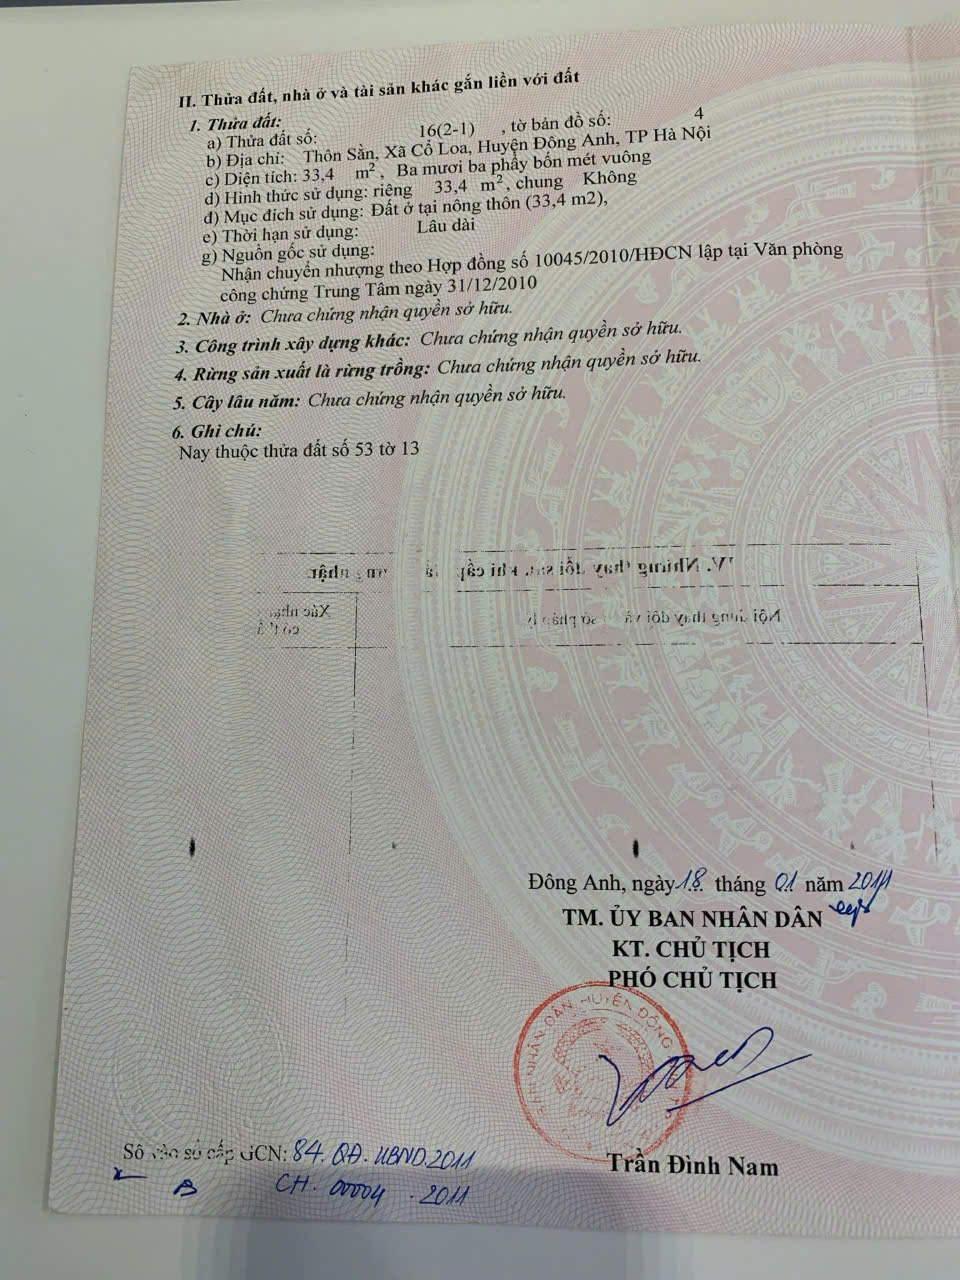 II. Thửa đất, nhà ở và tài sản khác gắn liền với đất
1. Thửa đất:
a) Thửa đất số: 16(2-1) , tờ bản đồ số: 4
b) Địa chỉ: Thôn Sằn, Xã Cổ Loa, Huyện Đông Anh, TP Hà Nội
c) Diện tích: 33,4 m², Ba mươi ba phẩy bốn mét vuông
d) Hình thức sử dụng: riêng 33,4 m², chung Không
đ) Mục đích sử dụng: Đất ở tại nông thôn (33,4 m2),
e) Thời hạn sử dụng: Lâu dài
g) Nguồn gốc sử dụng:
Nhận chuyển nhượng theo Hợp đồng số 10045/2010/HĐCN lập tại Văn phòng
công chứng Trung Tâm ngày 31/12/2010
2. Nhà ở: Chưa chứng nhận quyền sở hữu.
3. Công trình xây dựng khác: Chưa chứng nhận quyền sở hữu.
4. Rừng sản xuất là rừng trồng: Chưa chứng nhận quyền sở hữu.
5. Cây lâu năm: Chưa chứng nhận quyền sở hữu.
6. Ghi chú:
Nay thuộc thửa đất số 53 tờ 13
Đông Anh, ngày 18 tháng 01 năm 2011
TM. ỦY BAN NHÂN DÂN
KT. CHỦ TỊCH
PHÓ CHỦ TỊCH
NHÂN DÂN HUYỆN ĐÔNG
Trần Đình Nam
Số vào sổ cấp GCN: 84. QĐ. UBND.2011
CH. 00004 . 2011